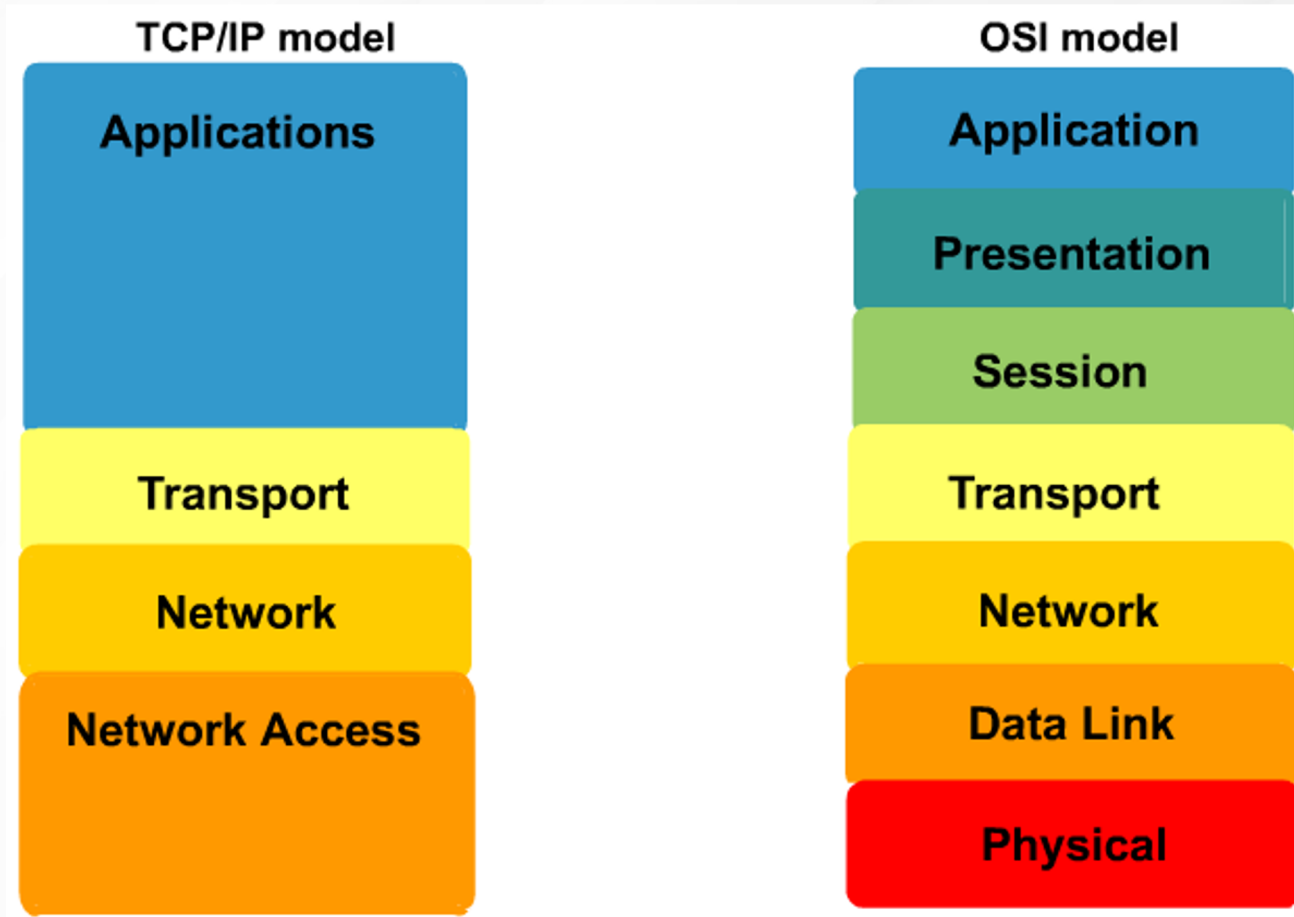 TCP/IP model
Applications
Transport
Network
Network Access
OSI model
Application
Presentation
Session
Transport
Network
Data Link
Physical